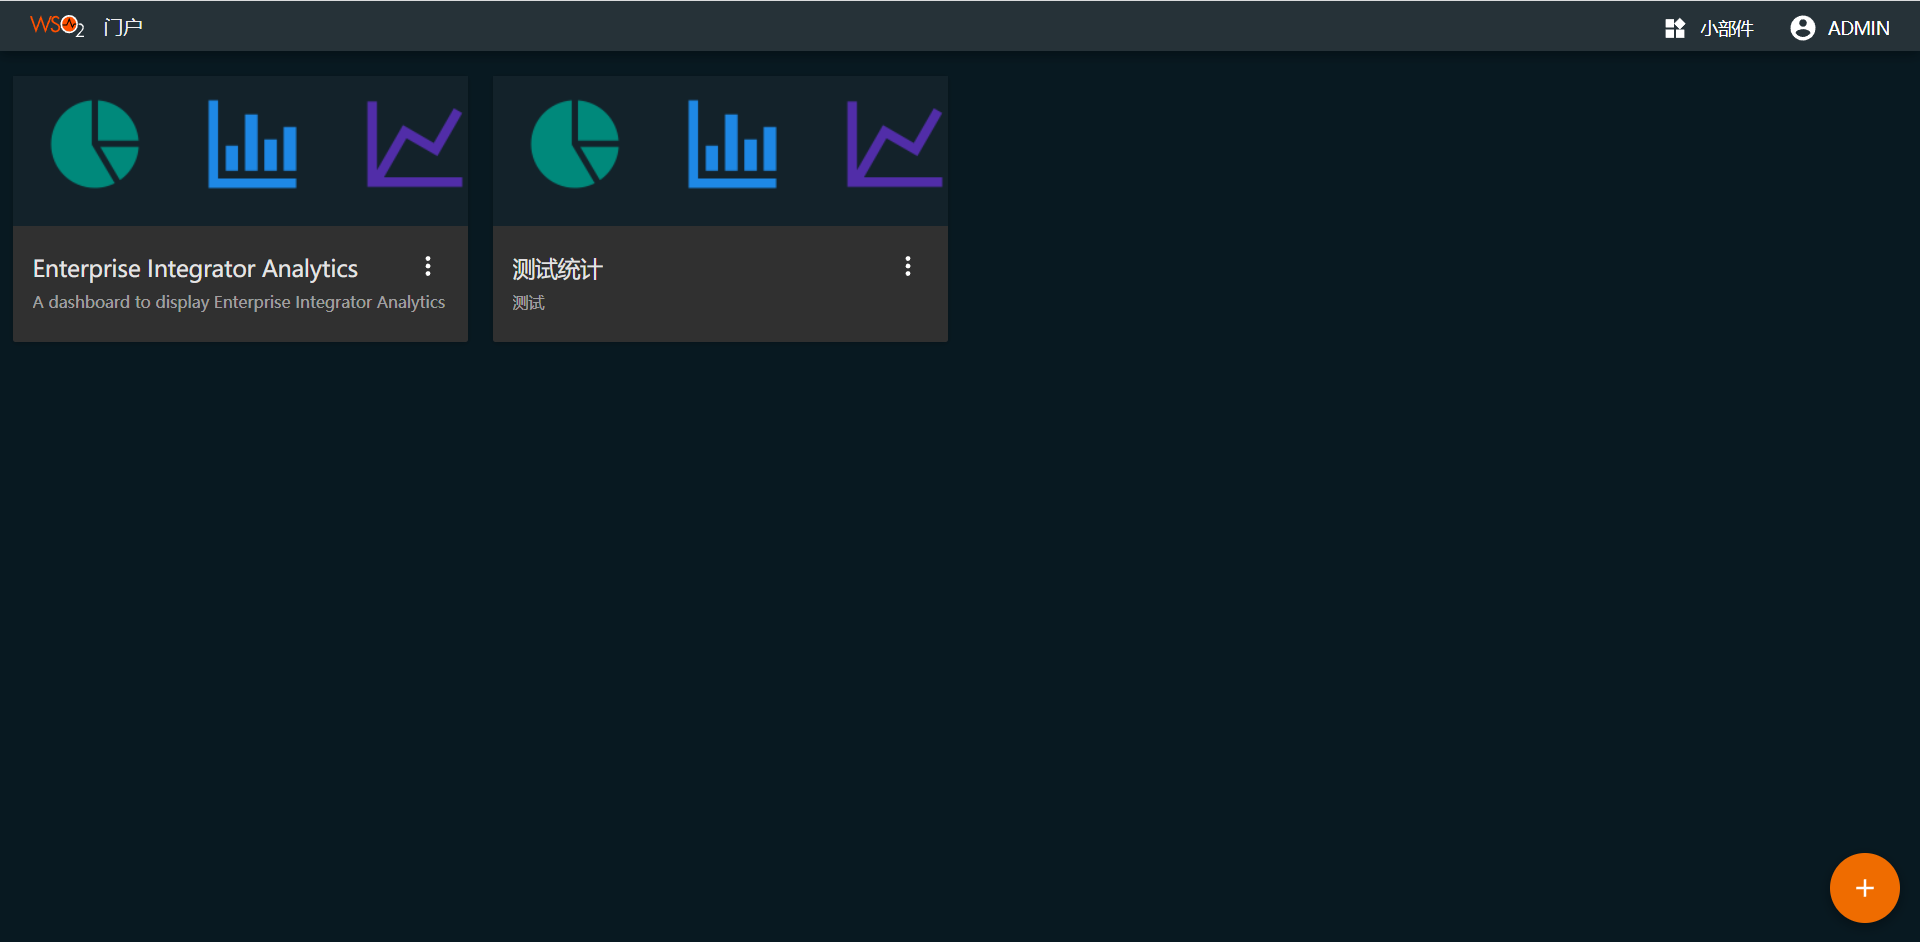 WSO2 门户
小部件 ADMIN
Enterprise Integrator Analytics
A dashboard to display Enterprise Integrator Analytics
测试统计
测试